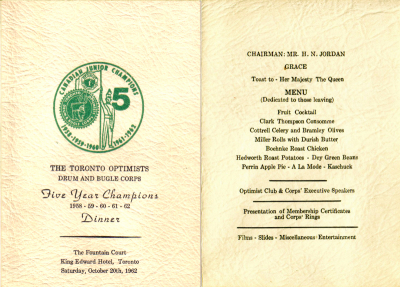 CANADIAN JUNIOR CHAMPIONS
5
1958-1959-1960-1961-1962
THE TORONTO OPTIMISTS
DRUM AND BUGLE CORPS
Five Year Champions
1958 - 59 - 60 - 61 - 62
Dinner
The Fountain Court
King Edward Hotel, Toronto
Saturday, October 20th, 1962
CHAIRMAN: MR. H. N. JORDAN
GRACE
Toast to - Her Majesty The Queen
MENU
(Dedicated to those leaving)
Fruit Cocktail
Clark Thompson Consomme
Cottrell Celery and Bramley Olives
Miller Rolls with Durish Butter
Boehnke Roast Chicken
Hedworth Roast Potatoes - Dey Green Beans
Perrin Apple Pie - A La Mode - Kaschuck
Optimist Club & Corps' Executive Speakers
Presentation of Membership Certificates
and Corps' Rings
Films - Slides - Miscellaneous Entertainment